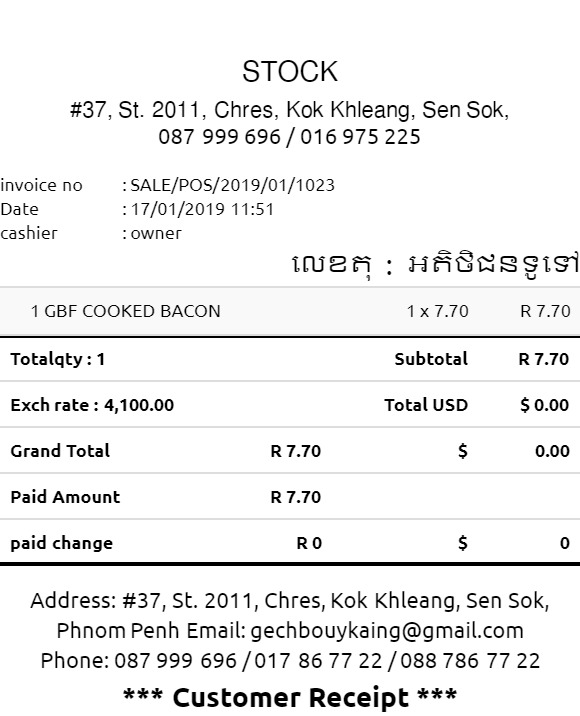 STOCK
#37, St. 2011, Chres, Kok Khleang, Sen Sok,
087 999 696 / 016 975 225
invoice no : SALE/POS/2019/01/1023
Date : 17/01/2019 11:51
cashier : owner
លេខតុ : អតិថិជនទូទៅ
1 GBF COOKED BACON 1 x 7.70 R 7.70
Totalqty : 1 Subtotal R 7.70
Exch rate : 4,100.00 Total USD $ 0.00
Grand Total R 7.70 $ 0.00
Paid Amount R 7.70
paid change R 0 $ 0
Address: #37, St. 2011, Chres, Kok Khleang, Sen Sok,
Phnom Penh Email: gechbouykaing@gmail.com
Phone: 087 999 696 / 017 86 77 22 / 088 786 77 22
*** Customer Receipt ***